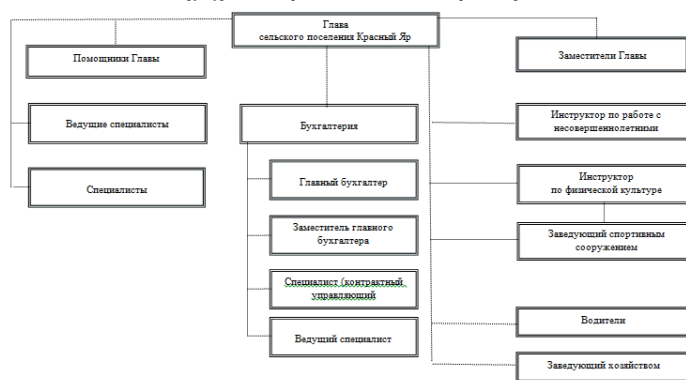 Глава
сельского поселения Красный Яр
Помощники Главы
Заместители Главы
Ведущие специалисты
Бухгалтерия
Инструктор по работе с
несовершеннолетними
Специалисты
Главный бухгалтер
Инструктор
по физической культуре
Заместитель главного
бухгалтера
Заведующий спортивным
сооружением
Специалист (контрактный
управляющий
Водители
Ведущий специалист
Заведующий хозяйством